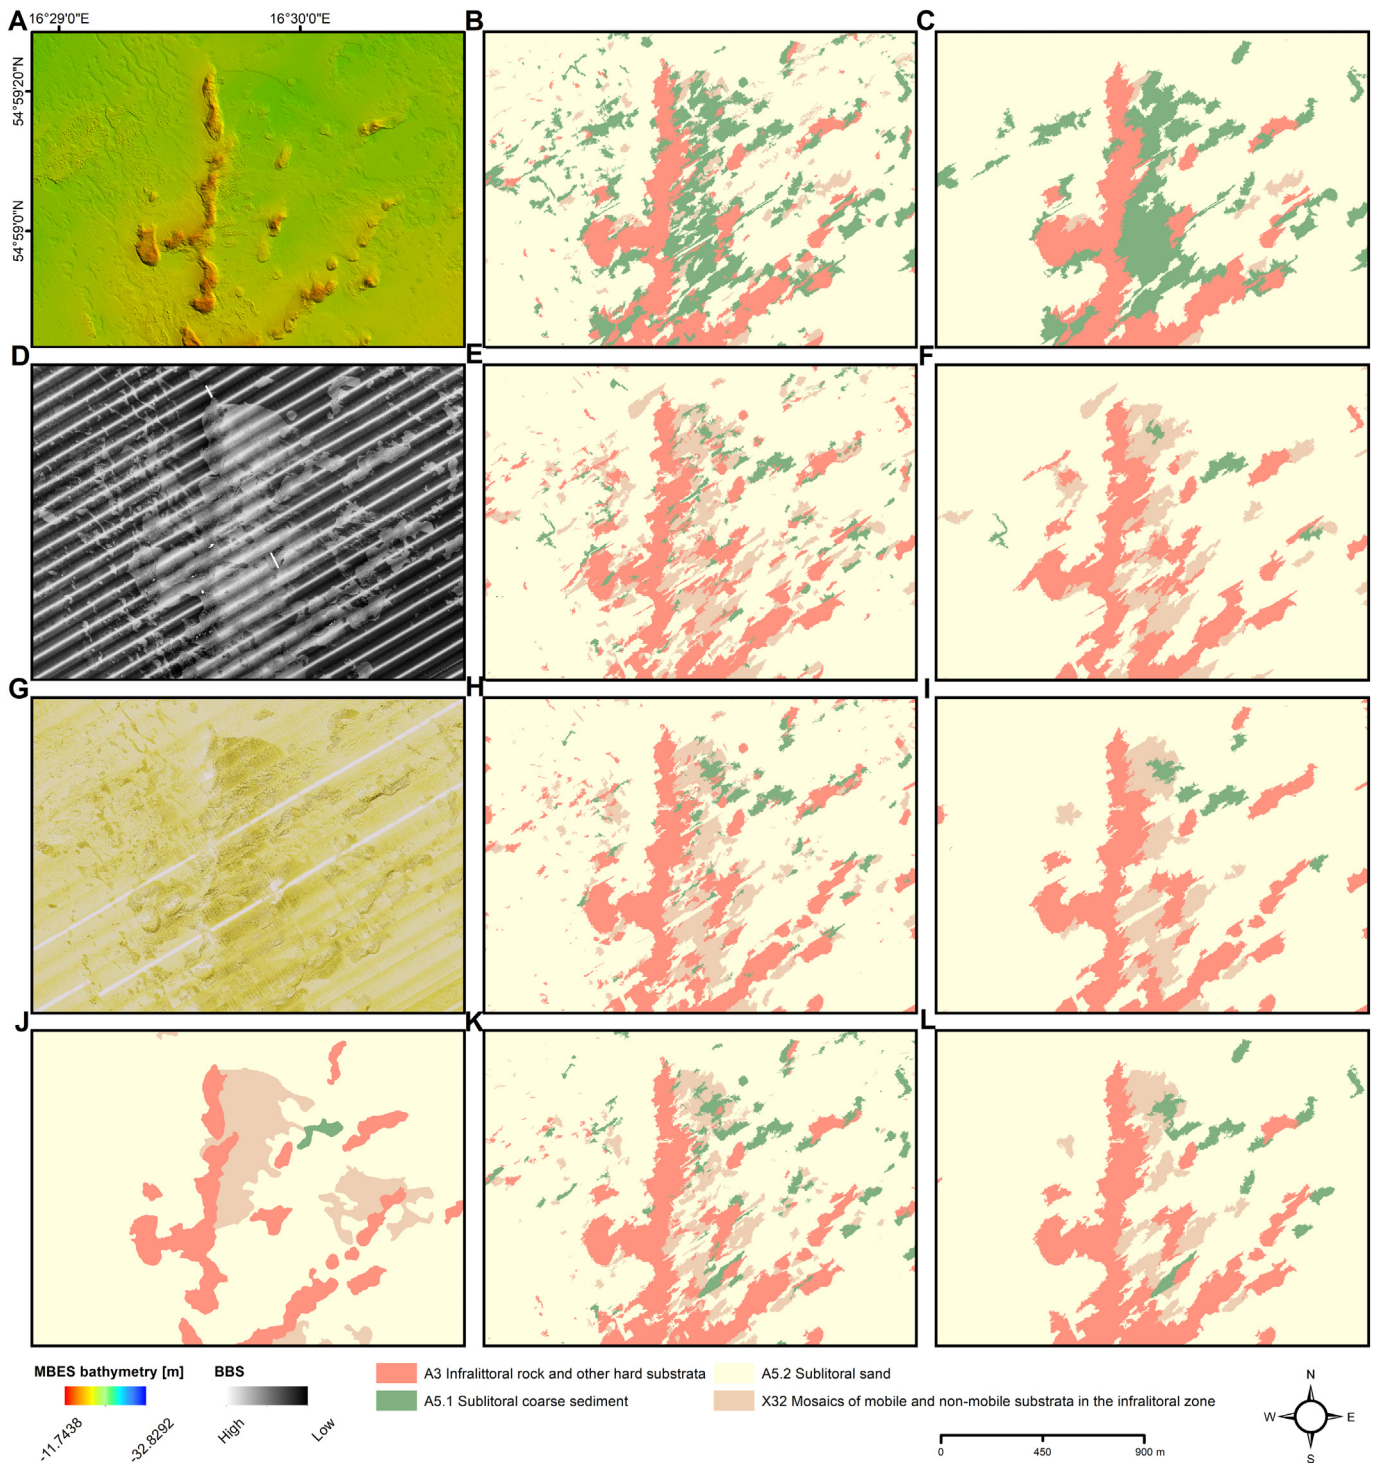 A
16°29'0"E
16°30'0"E
B
C
54°59'20"N
54°59'0"N
D
E
F
G
H
I
J
K
L
MBES bathymetry [m]
-11.7438
-32.8292
BBS
High
Low
A3 Infralittoral rock and other hard substrata
A5.2 Sublitoral sand
A5.1 Sublitoral coarse sediment
X32 Mosaics of mobile and non-mobile substrata in the infralitoral zone
N
W
E
S
0
450
900 m